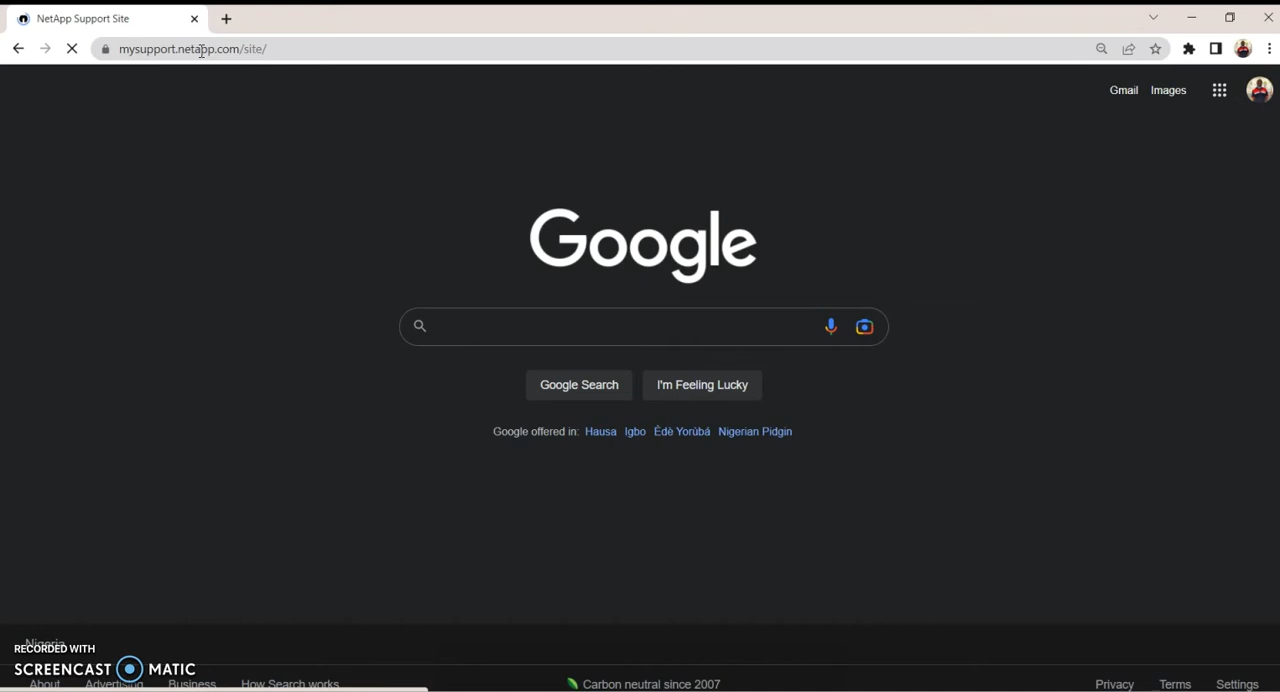 NetApp Support Site
mysupport.netapp.com/site/
Gmail Images
Google
Google Search I'm Feeling Lucky
Google offered in: Hausa Igbo Èdè Yorùbá Nigerian Pidgin
Nigeria
RECORDED WITH
SCREENCAST MATIC
About Advertising Business How Search works Carbon neutral since 2007 Privacy Terms Settings